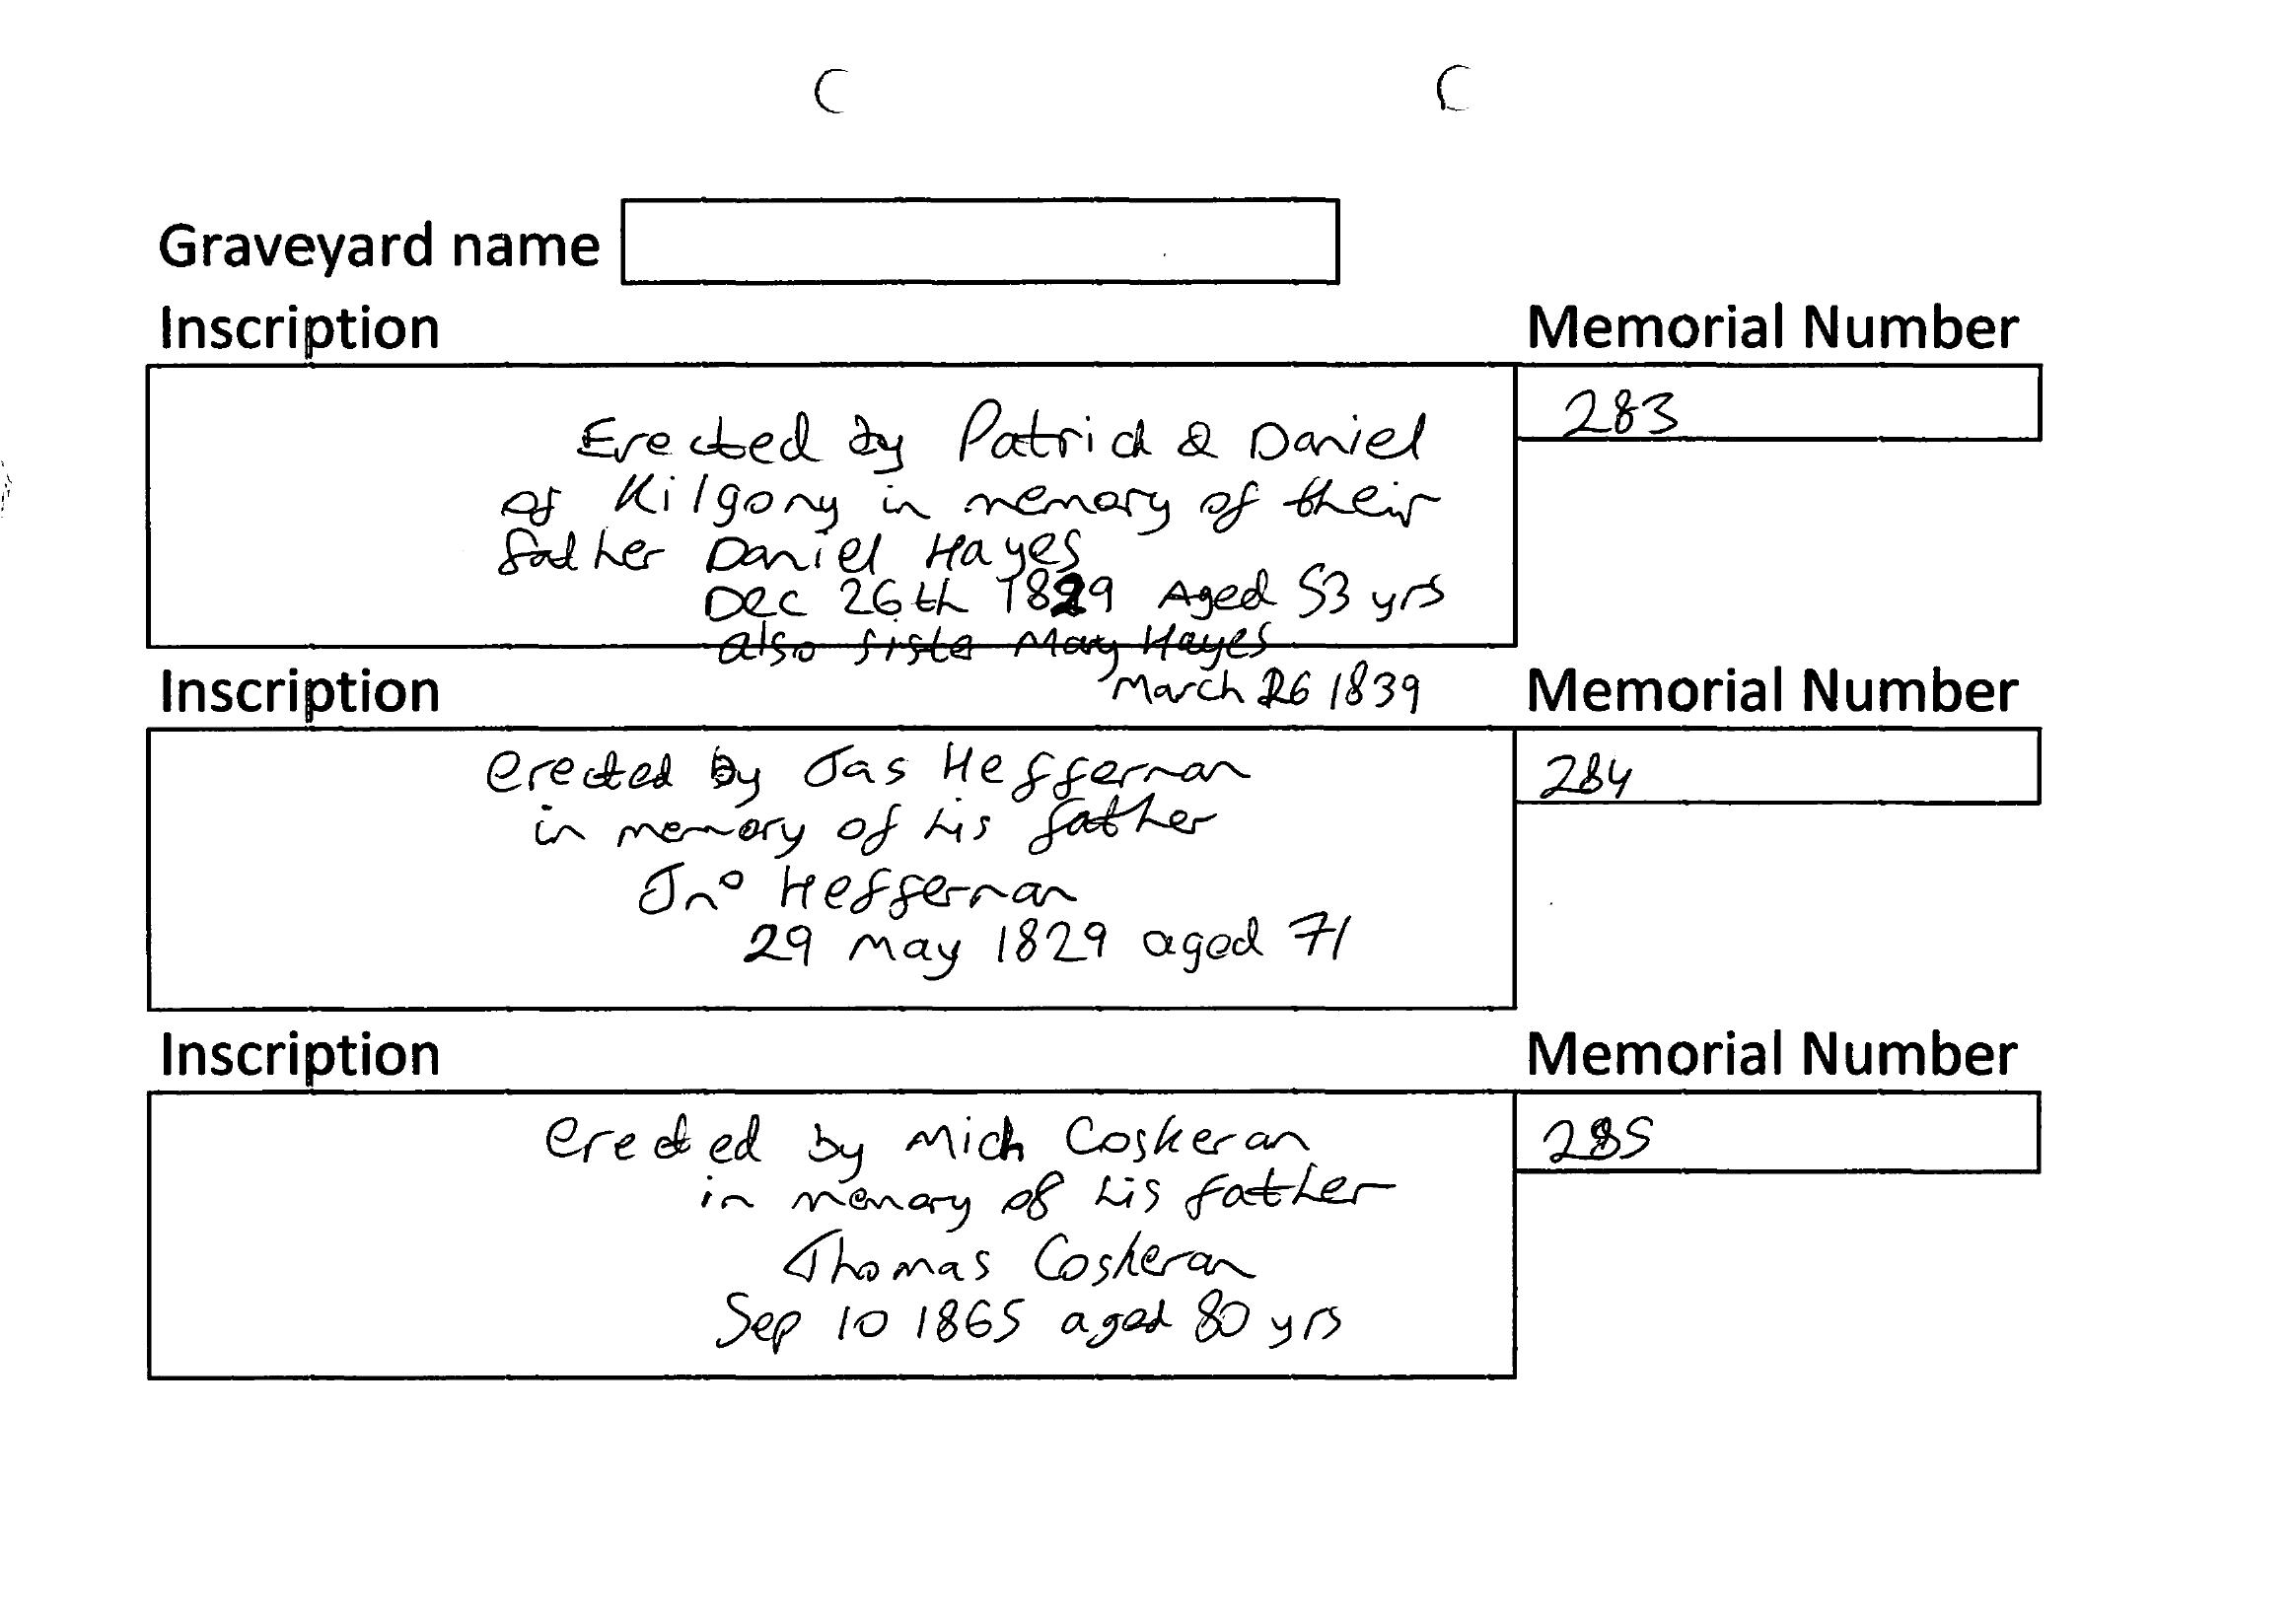 Graveyard name
Inscription Memorial Number
283
Erected by Patrick & Daniel
of Kilgony in memory of their
father Daniel Hayes
Dec 26th 1829 Aged 53 yrs
also sister Mary Hayes
March 26 1839
Inscription Memorial Number
284
erected by Jas Heffernan
in memory of his father
Jnº Heffernan
29 May 1829 aged 71
Inscription Memorial Number
285
erected by Mich Coskeran
in memory of his father
Thomas Coskeran
Sep 10 1865 aged 80 yrs